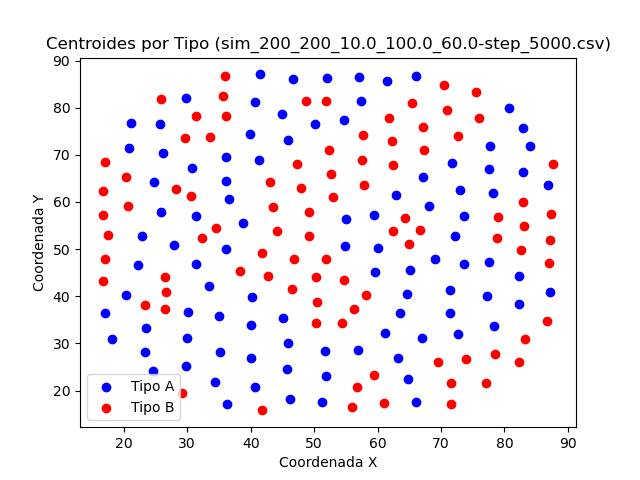 Centroides por Tipo (sim_200_200_10.0_100.0_60.0-step_5000.csv)
90
80
70
60
50
40
30
20
Coordenada Y
Tipo A
Tipo B
20 30 40 50 60 70 80 90
Coordenada X